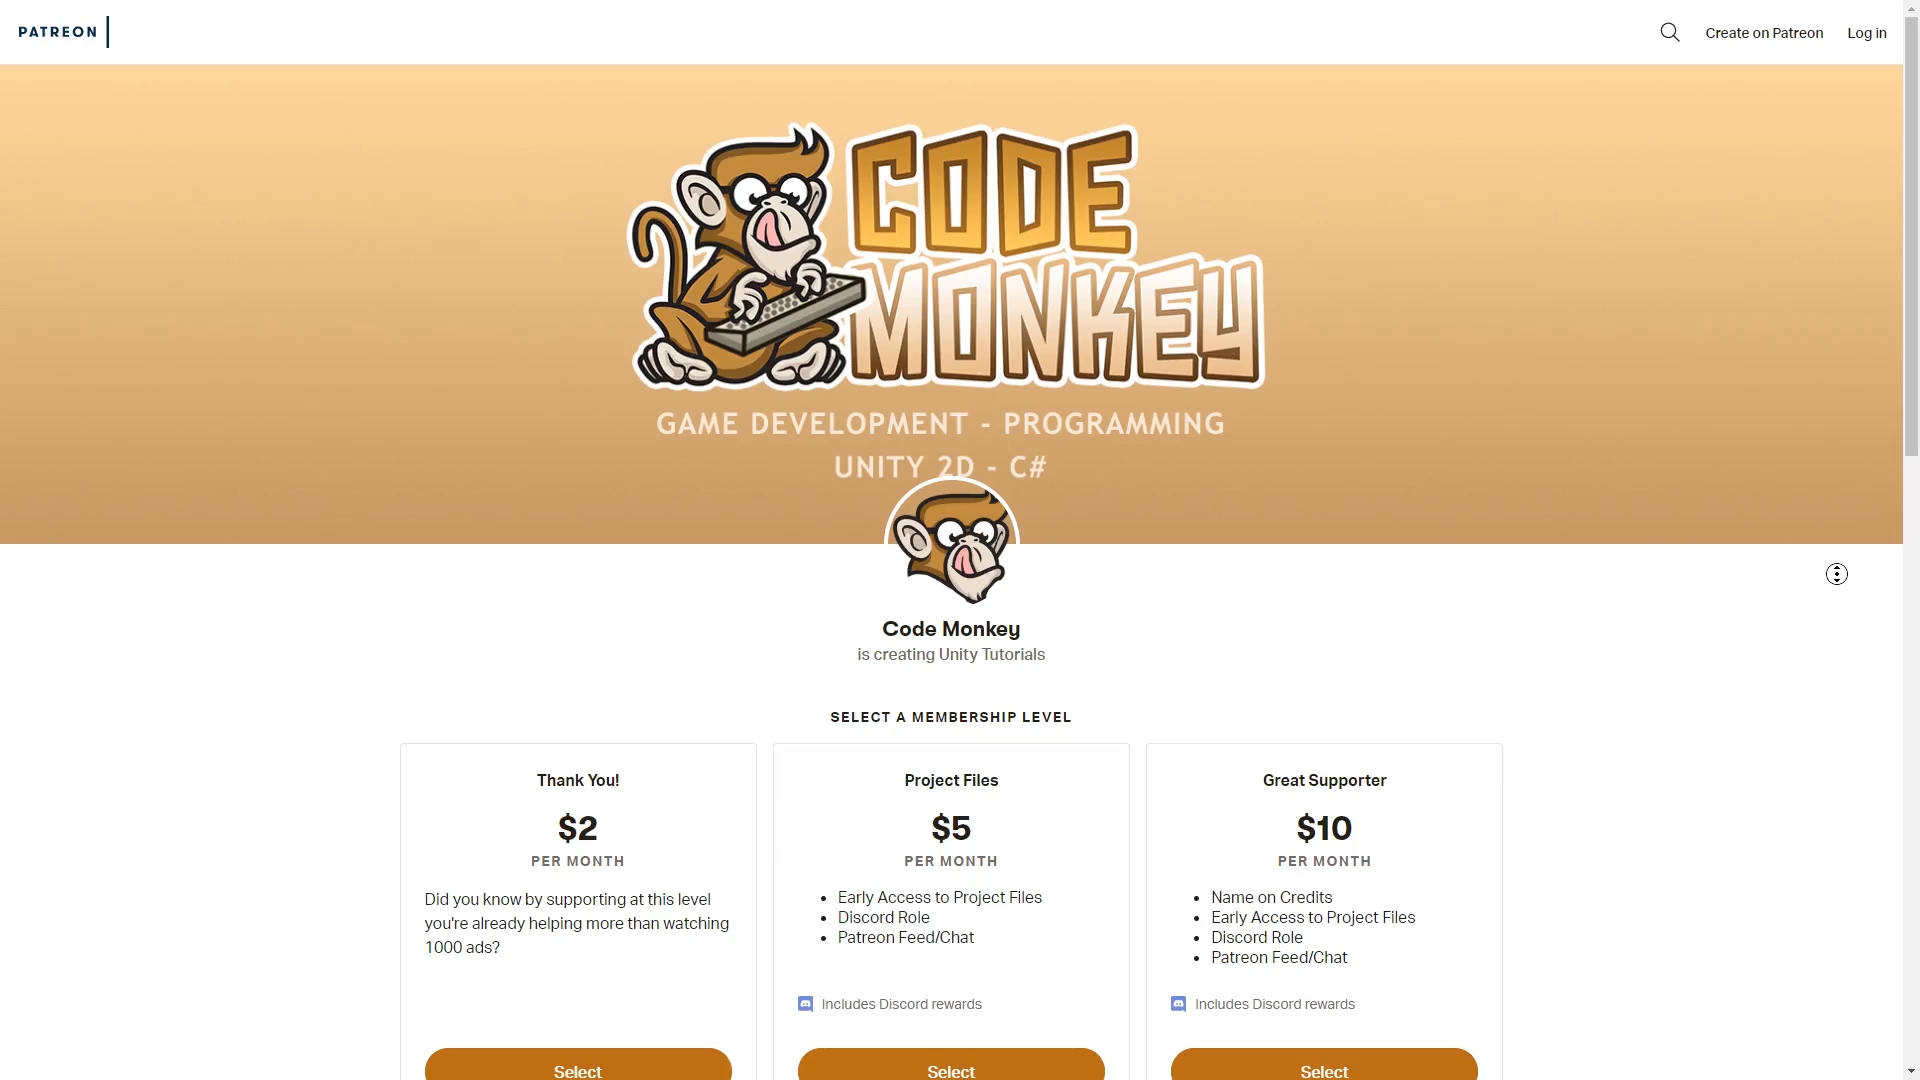 PATREON
Create on Patreon
Log in
CODE
MONKEY
GAME DEVELOPMENT - PROGRAMMING
UNITY 2D - C#
Code Monkey
is creating Unity Tutorials
SELECT A MEMBERSHIP LEVEL
Thank You!
$2
PER MONTH
Did you know by supporting at this level
you're already helping more than watching
1000 ads?
Select
Project Files
$5
PER MONTH
• Early Access to Project Files
• Discord Role
• Patreon Feed/Chat
Includes Discord rewards
Select
Great Supporter
$10
PER MONTH
• Name on Credits
• Early Access to Project Files
• Discord Role
• Patreon Feed/Chat
Includes Discord rewards
Select